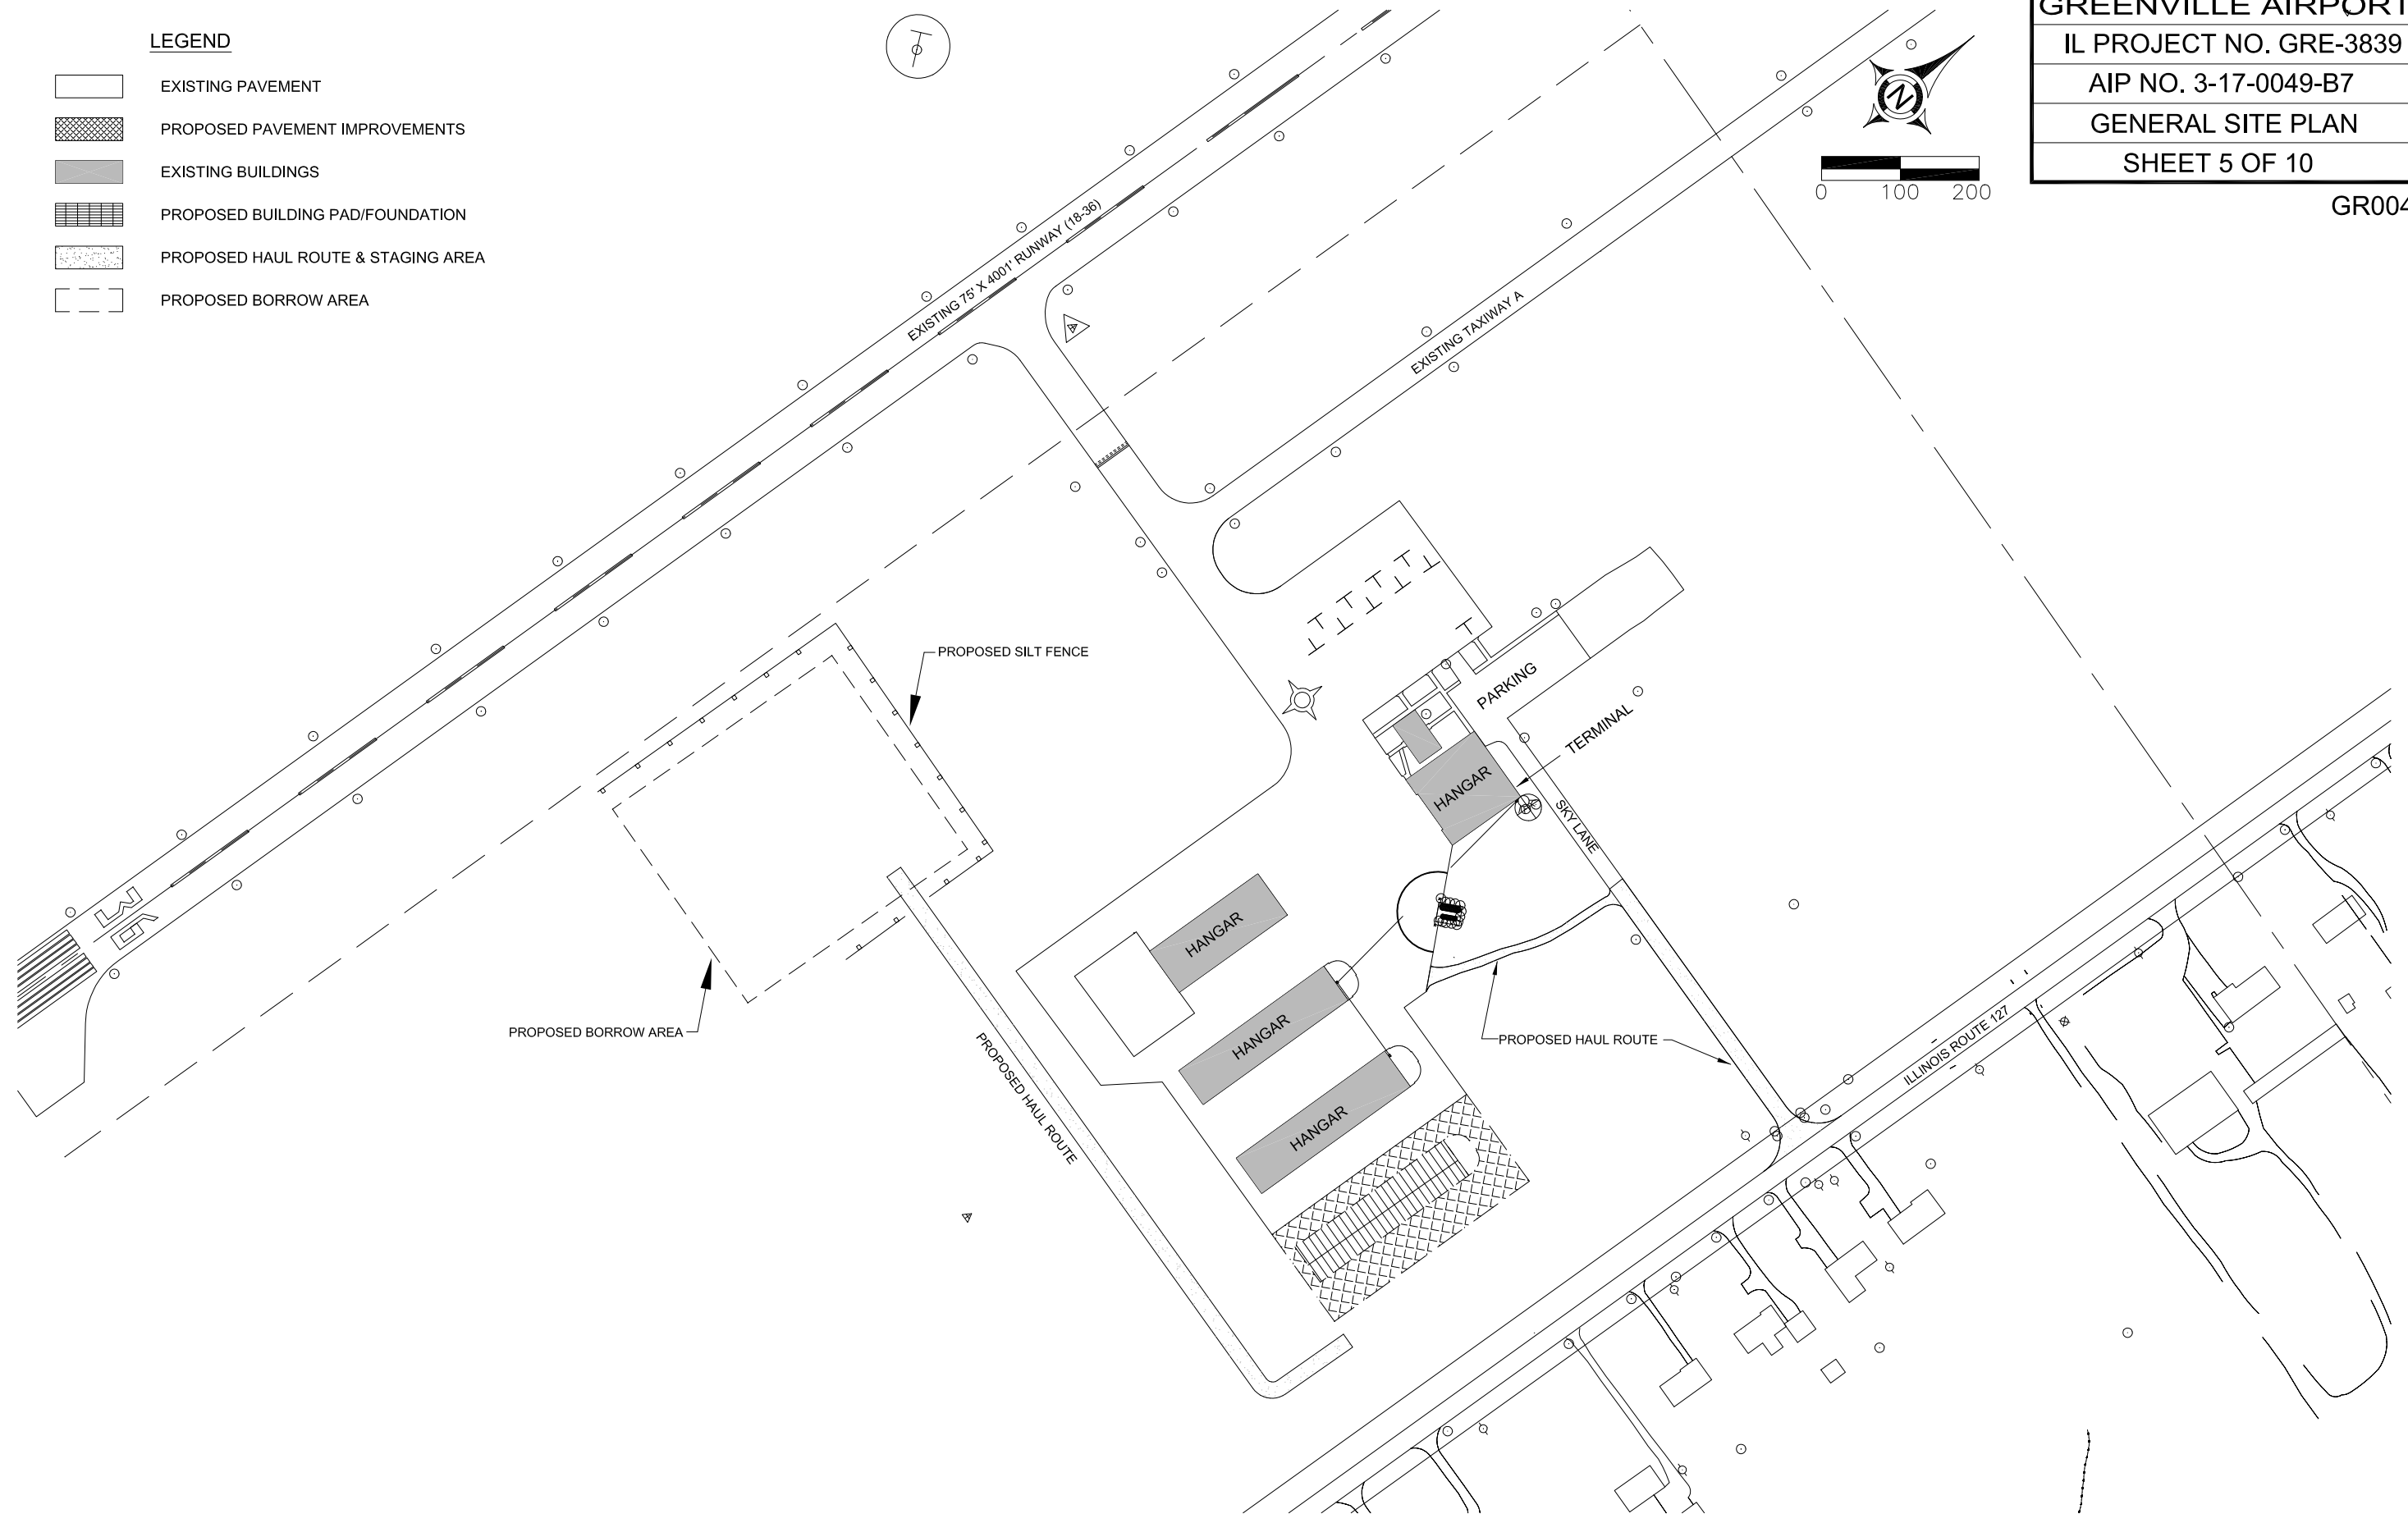 LEGEND
EXISTING PAVEMENT
PROPOSED PAVEMENT IMPROVEMENTS
EXISTING BUILDINGS
PROPOSED BUILDING PAD/FOUNDATION
PROPOSED HAUL ROUTE & STAGING AREA
PROPOSED BORROW AREA
GREENVILLE AIRPORT
IL PROJECT NO. GRE-3839
AIP NO. 3-17-0049-B7
GENERAL SITE PLAN
SHEET 5 OF 10
GR004
N
0 100 200
EXISTING 75' X 4001' RUNWAY (18-36)
EXISTING TAXIWAY A
PROPOSED SILT FENCE
PARKING
TERMINAL
HANGAR
SKY LANE
36
HANGAR
HANGAR
HANGAR
PROPOSED BORROW AREA
PROPOSED HAUL ROUTE
PROPOSED HAUL ROUTE
ILLINOIS ROUTE 127